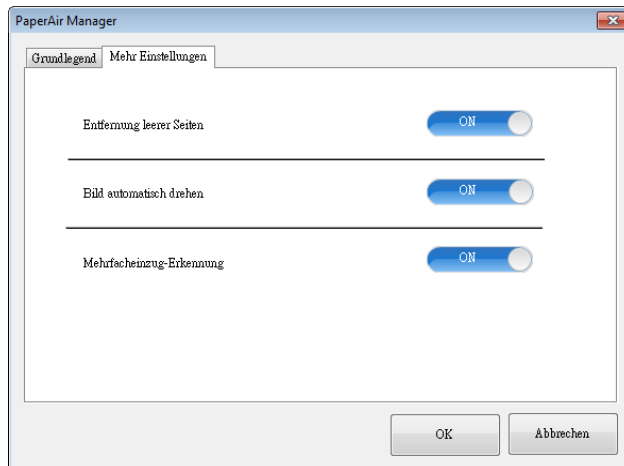 PaperAir Manager
Grundlegend
Mehr Einstellungen
Entfernung leerer Seiten
ON
Bild automatisch drehen
ON
Mehrfacheinzug-Erkennung
ON
OK
Abbrechen